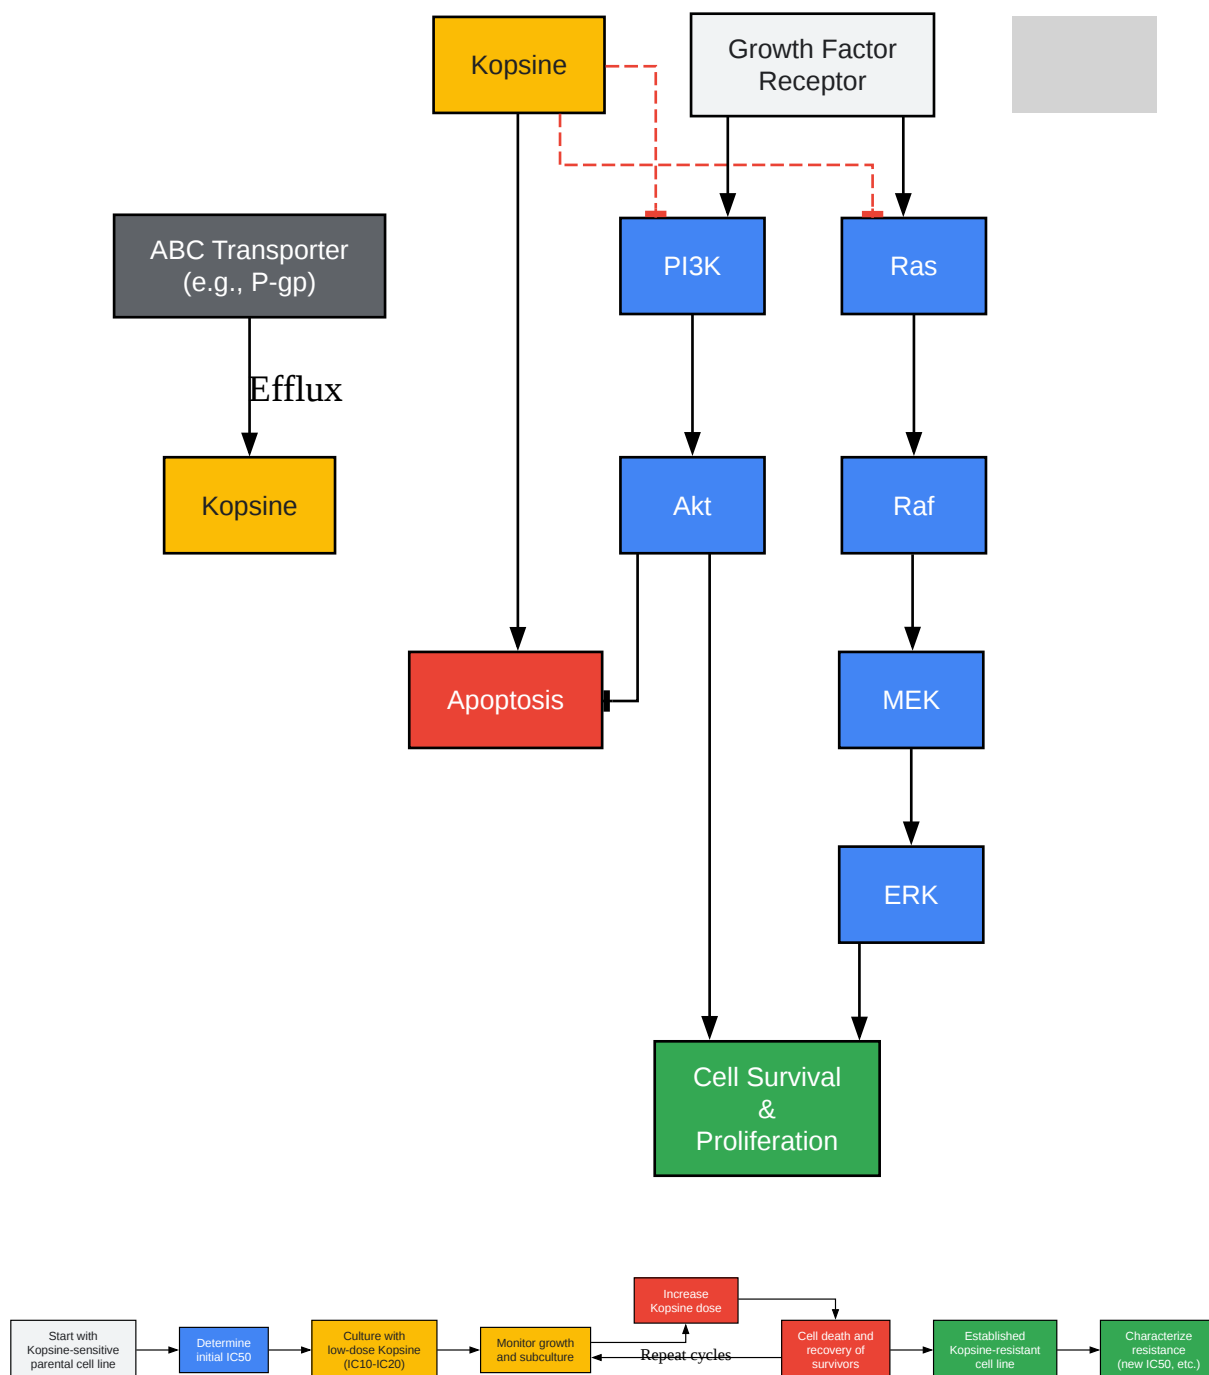 Kopsine
Growth Factor
Receptor
ABC Transporter
(e.g., P-gp)
PI3K
Ras
Efflux
Kopsine
Akt
Raf
Apoptosis
MEK
ERK
Cell Survival
&
Proliferation
Start with
Kopsine-sensitive
parental cell line
Determine
initial IC50
Culture with
low-dose Kopsine
(IC10-IC20)
Monitor growth
and subculture
Increase
Kopsine dose
Repeat cycles
Cell death and
recovery of
survivors
Established
Kopsine-resistant
cell line
Characterize
resistance
(new IC50, etc.)